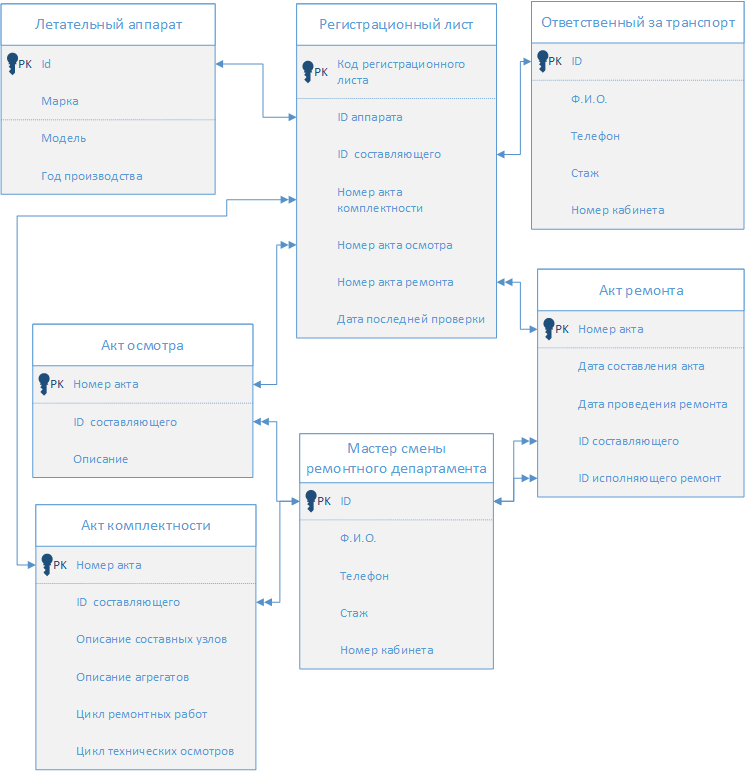 Летательный аппарат
PK Id
Марка
Модель
Год производства
Регистрационный лист
PK Код регистрационного
листа
ID аппарата
ID составляющего
Номер акта
комплектности
Номер акта осмотра
Номер акта ремонта
Дата последней проверки
Ответственный за транспорт
PK ID
Ф.И.О.
Телефон
Стаж
Номер кабинета
Акт ремонта
PK Номер акта
Дата составления акта
Дата проведения ремонта
ID составляющего
ID исполняющего ремонт
Акт осмотра
PK Номер акта
ID составляющего
Описание
Мастер смены
ремонтного департамента
PK ID
Ф.И.О.
Телефон
Стаж
Номер кабинета
Акт комплектности
PK Номер акта
ID составляющего
Описание составных узлов
Описание агрегатов
Цикл ремонтных работ
Цикл технических осмотров